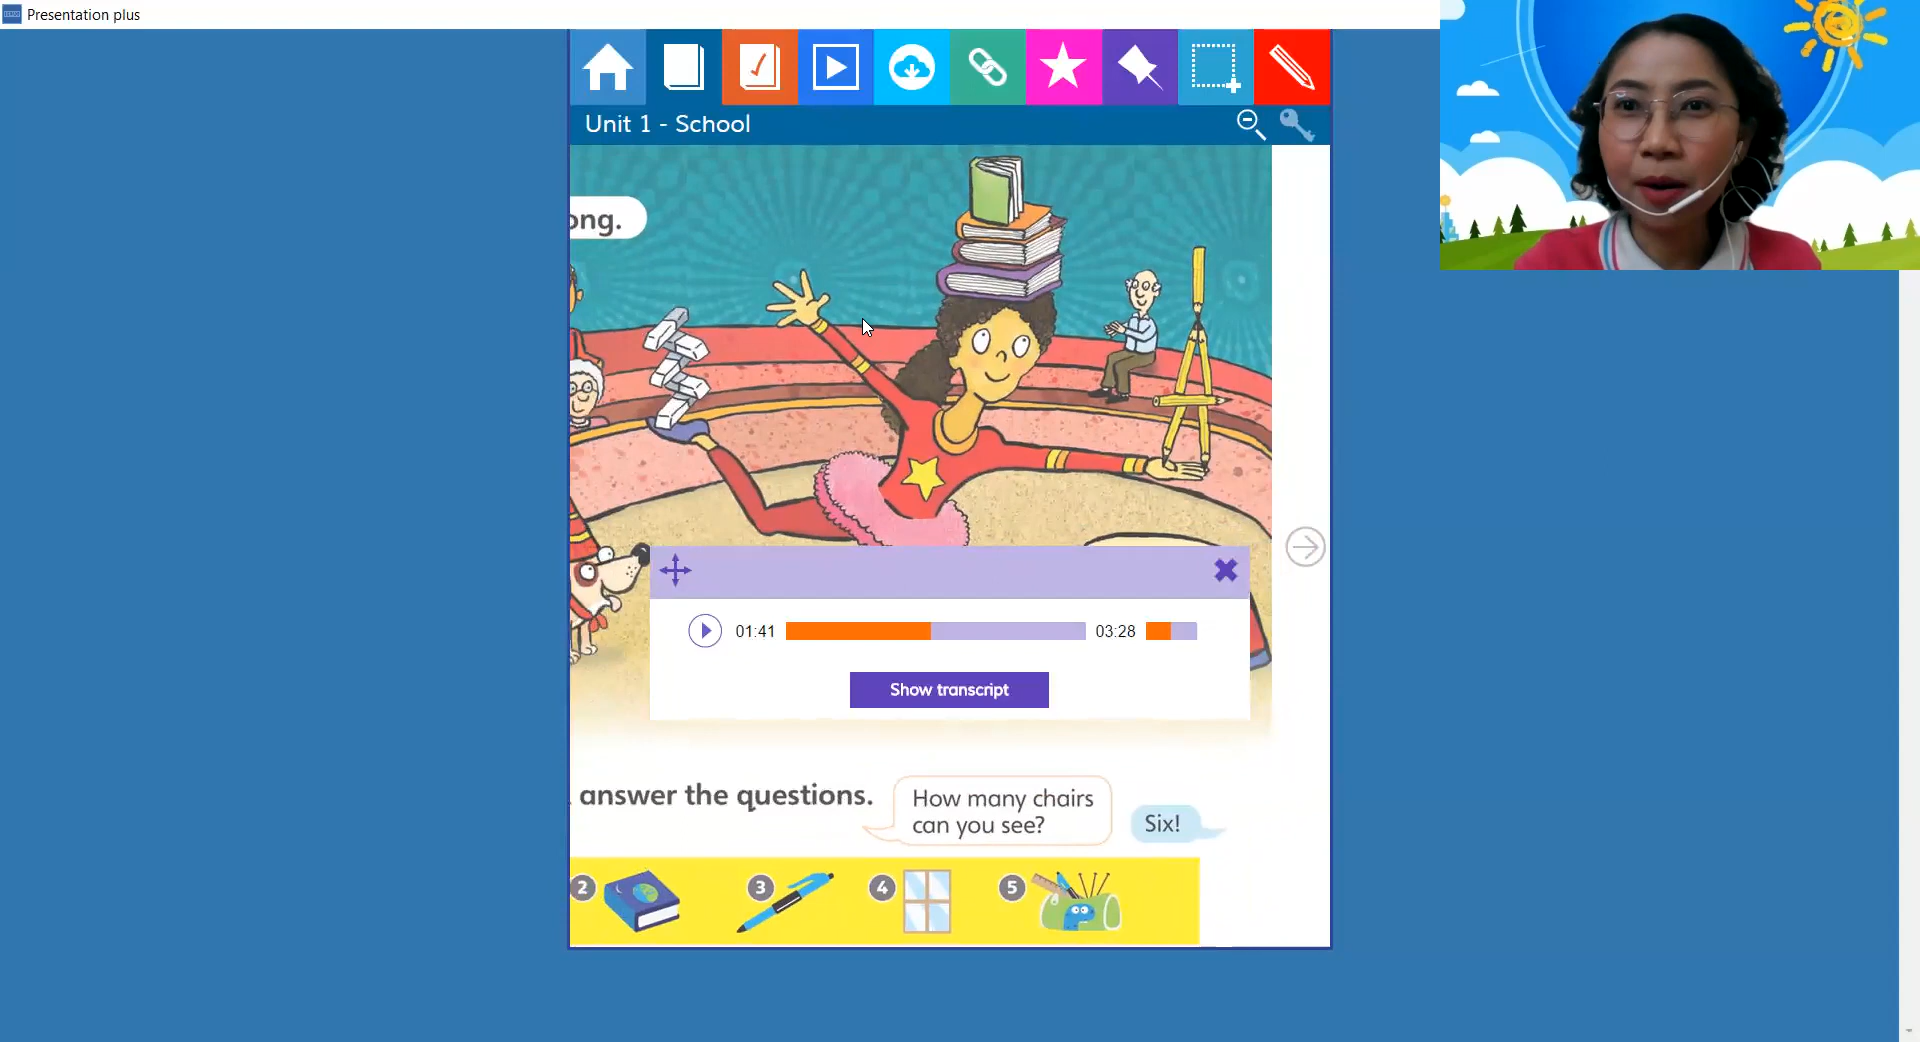 Presentation plus
Unit 1 - School
ong.
01:41
03:28
Show transcript
answer the questions.
How many chairs
can you see?
Six!
2
3
4
5